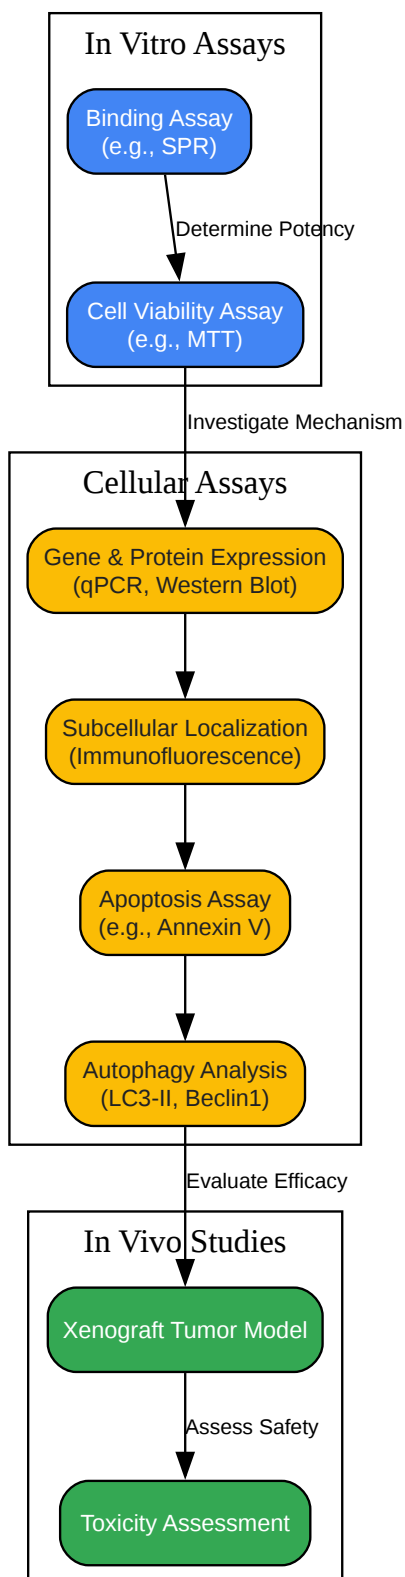 In Vitro Assays
Binding Assay
(e.g., SPR)
Determine Potency
Cell Viability Assay
(e.g., MTT)
Investigate Mechanism
Cellular Assays
Gene & Protein Expression
(qPCR, Western Blot)
Subcellular Localization
(Immunofluorescence)
Apoptosis Assay
(e.g., Annexin V)
Autophagy Analysis
(LC3-II, Beclin1)
Evaluate Efficacy
In Vivo Studies
Xenograft Tumor Model
Assess Safety
Toxicity Assessment